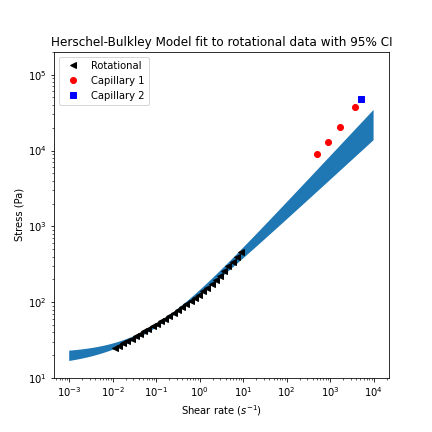 Herschel-Bulkley Model fit to rotational data with 95% CI
Rotational
Capillary 1
Capillary 2
Stress (Pa)
10⁵
10⁴
10³
10²
10¹
10⁻³ 10⁻² 10⁻¹ 10⁰ 10¹ 10² 10³ 10⁴
Shear rate (s⁻¹)